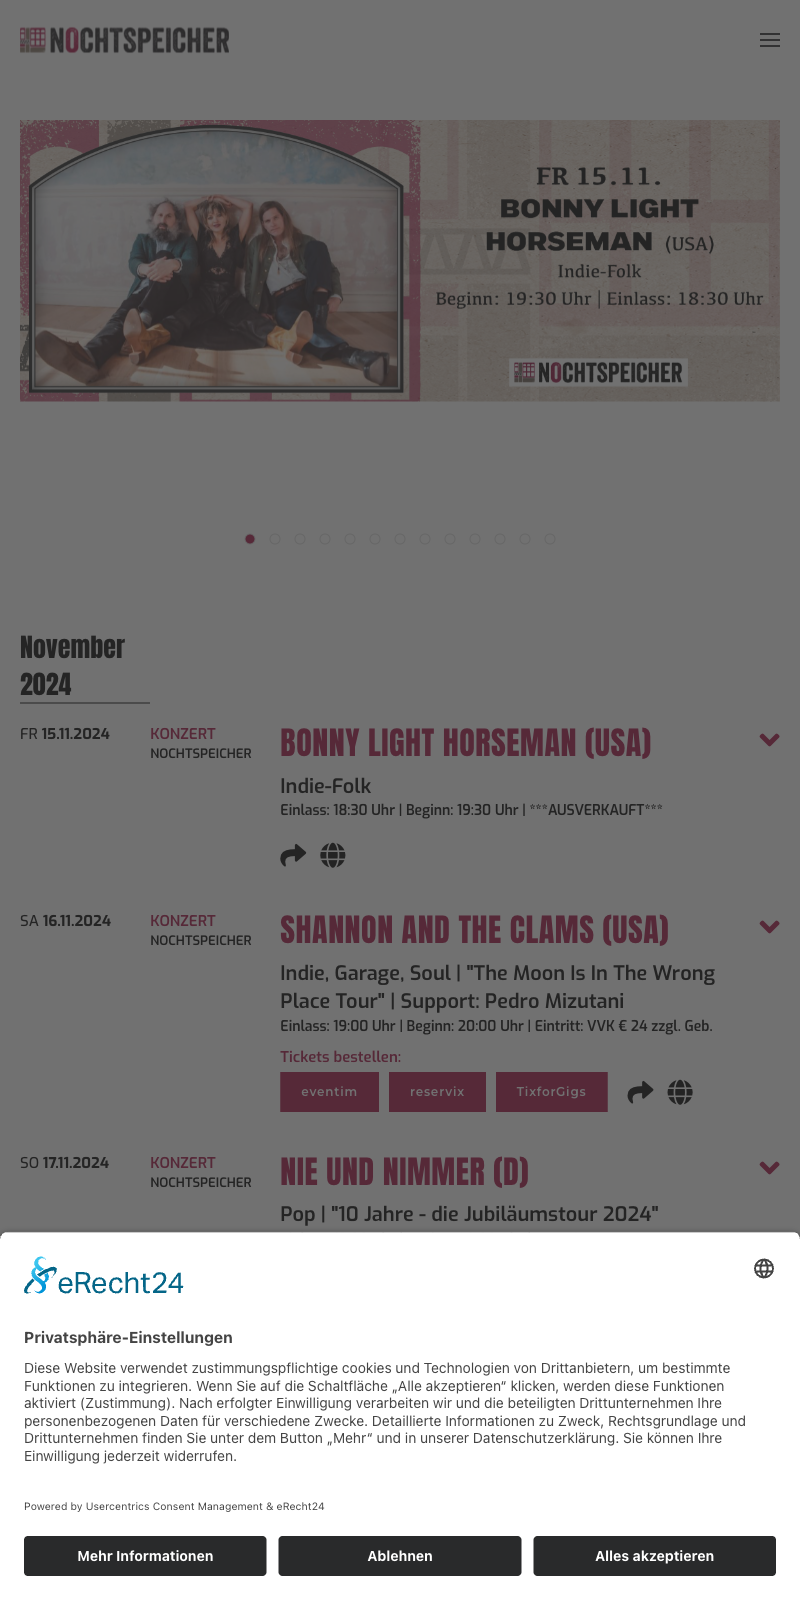 NOCHTSPEICHER
FR 15.11.
BONNY LIGHT
HORSEMAN (USA)
Indie-Folk
Beginn: 19:30 Uhr | Einlass: 18:30 Uhr
NOCHTSPEICHER
November
2024
FR 15.11.2024
KONZERT
NOCHTSPEICHER
BONNY LIGHT HORSEMAN (USA)
Indie-Folk
Einlass: 18:30 Uhr | Beginn: 19:30 Uhr | ***AUSVERKAUFT***
SA 16.11.2024
KONZERT
NOCHTSPEICHER
SHANNON AND THE CLAMS (USA)
Indie, Garage, Soul | "The Moon Is In The Wrong
Place Tour" | Support: Pedro Mizutani
Einlass: 19:00 Uhr | Beginn: 20:00 Uhr | Eintritt: VVK € 24 zzgl. Geb.
Tickets bestellen:
eventim reservix TixforGigs
SO 17.11.2024
KONZERT
NOCHTSPEICHER
NIE UND NIMMER (D)
Pop | "10 Jahre - die Jubiläumstour 2024"
eRecht24
Privatsphäre-Einstellungen
Diese Website verwendet zustimmungspflichtige cookies und Technologien von Drittanbietern, um bestimmte
Funktionen zu integrieren. Wenn Sie auf die Schaltfläche „Alle akzeptieren“ klicken, werden diese Funktionen
aktiviert (Zustimmung). Nach erfolgter Einwilligung verarbeiten wir und die beteiligten Drittunternehmen Ihre
personenbezogenen Daten für verschiedene Zwecke. Detaillierte Informationen zu Zweck, Rechtsgrundlage und
Drittunternehmen finden Sie unter dem Button „Mehr“ und in unserer Datenschutzerklärung. Sie können Ihre
Einwilligung jederzeit widerrufen.
Powered by Usercentrics Consent Management & eRecht24
Mehr Informationen Ablehnen Alles akzeptieren